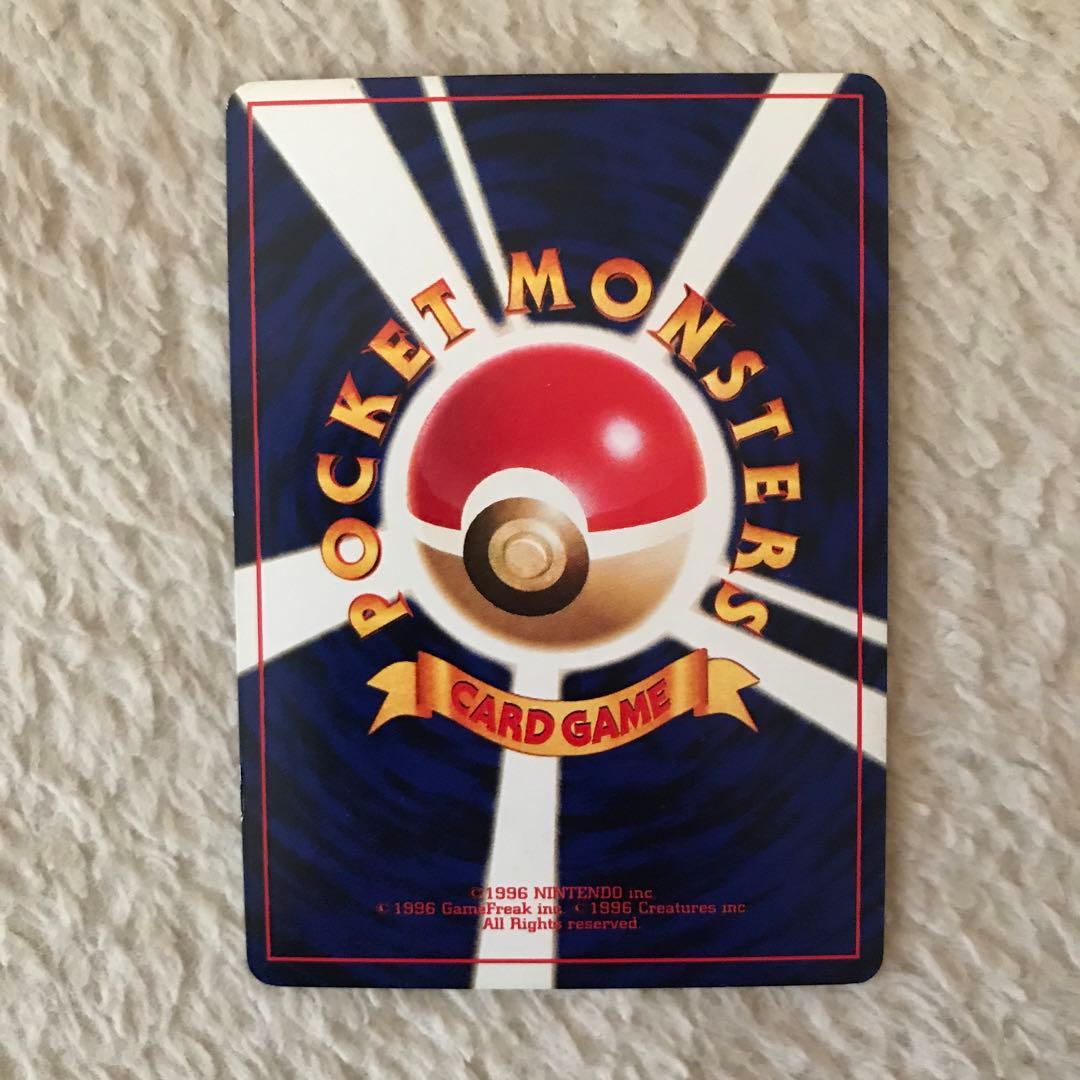 POCKET MONSTERS
CARD GAME
©1996 NINTENDO inc
© 1996 GameFreak inc. © 1996 Creatures inc
All Rights reserved.